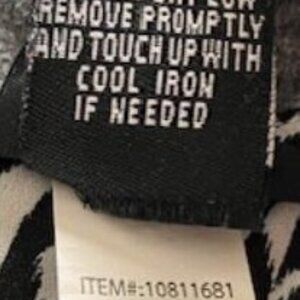 REMOVE PROMPTLY
AND TOUCH UP WITH
COOL IRON
IF NEEDED
ITEM#:10811681